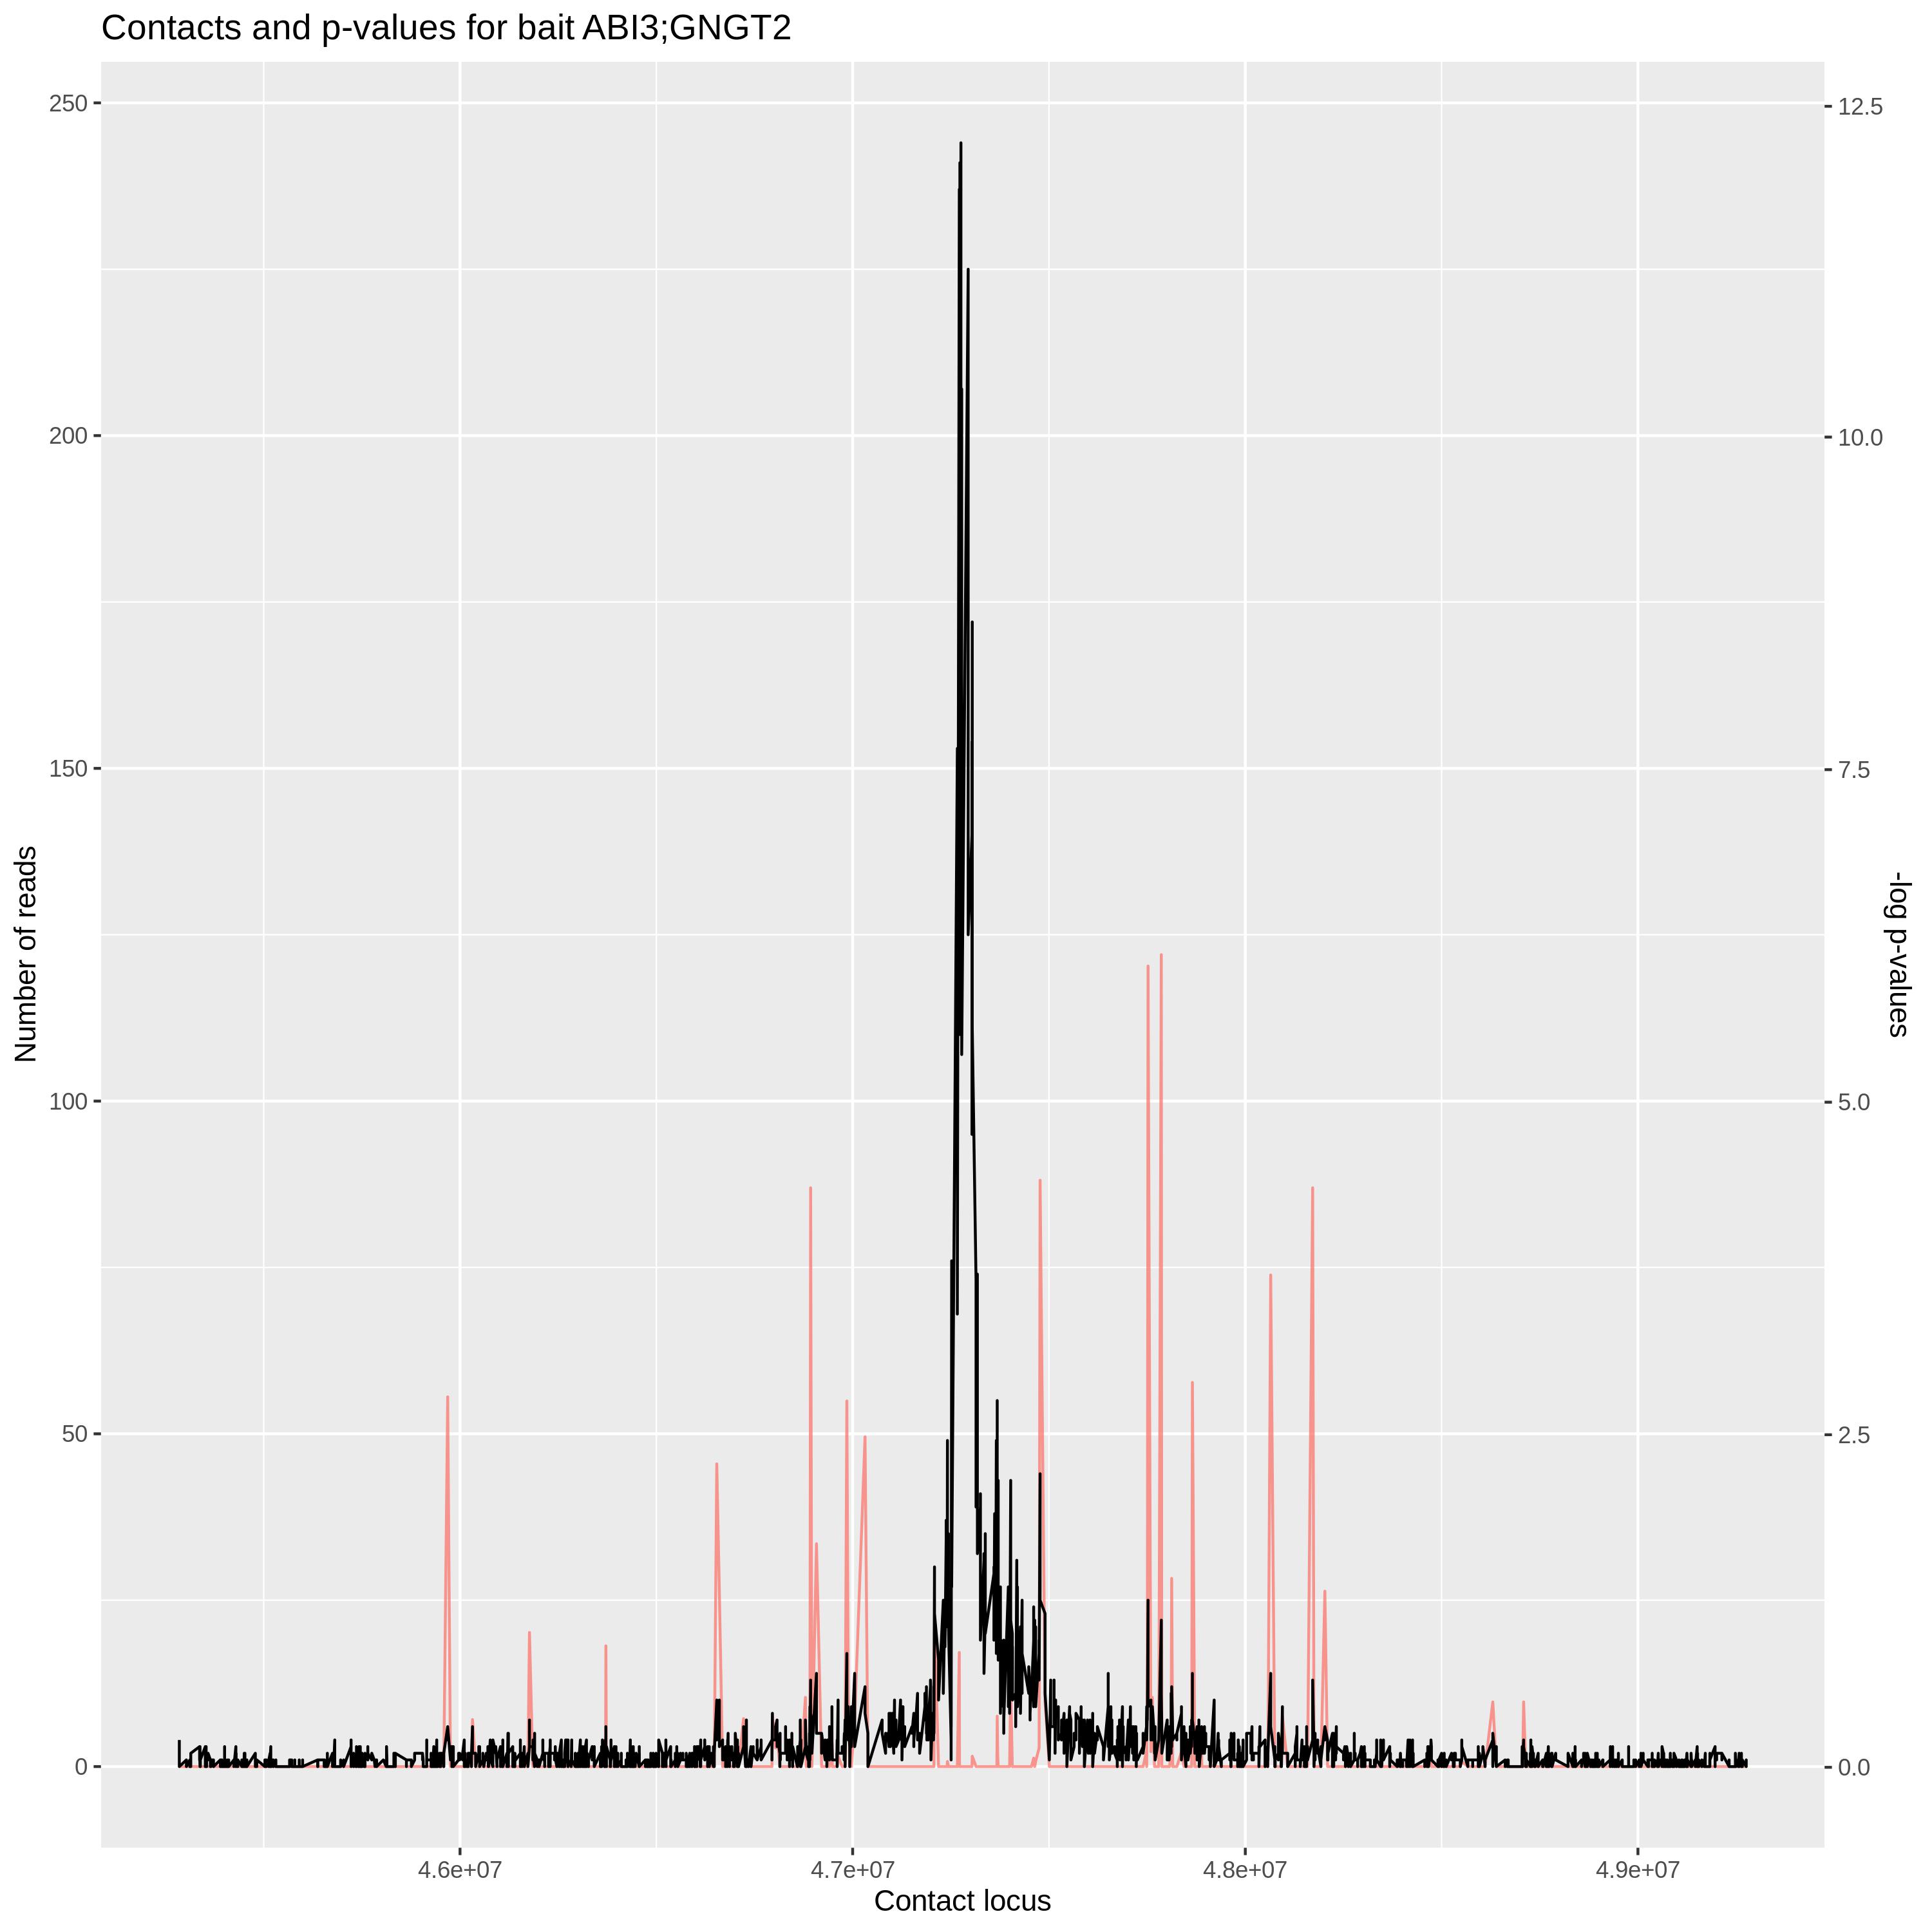 Contacts and p-values for bait ABI3;GNGT2
250
200
150
100
50
0
12.5
10.0
7.5
5.0
2.5
0.0
Number of reads
-log p-values
4.6e+07
4.7e+07
4.8e+07
4.9e+07
Contact locus